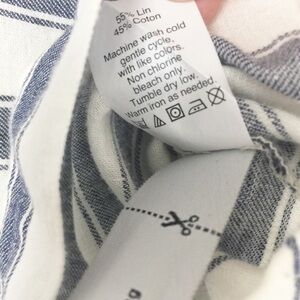 55% Lin
45% Coton
Machine wash cold
gentle cycle,
with like colors.
Non chlorine
bleach only.
Tumble dry low.
Warm iron as needed.